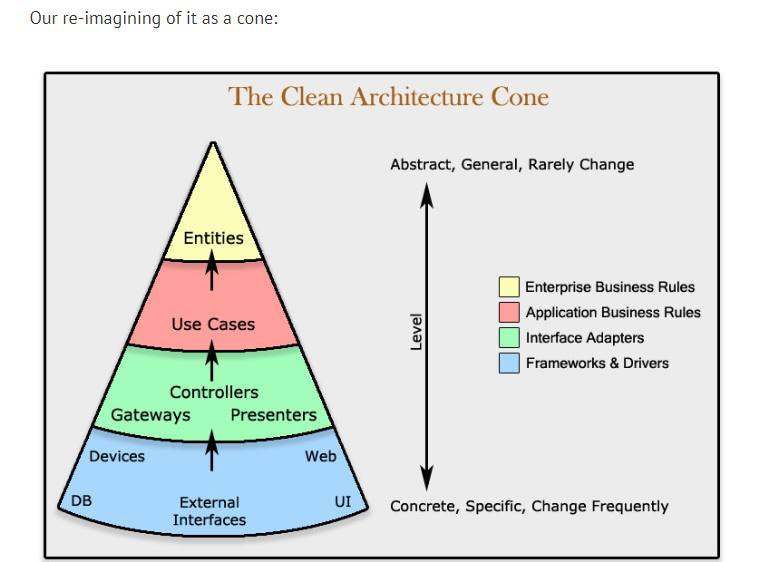 Our re-imagining of it as a cone:
The Clean Architecture Cone
Abstract, General, Rarely Change
Entities
Enterprise Business Rules
Application Business Rules
Interface Adapters
Frameworks & Drivers
Level
Use Cases
Controllers
Gateways Presenters
Devices Web
DB External Interfaces UI
Concrete, Specific, Change Frequently